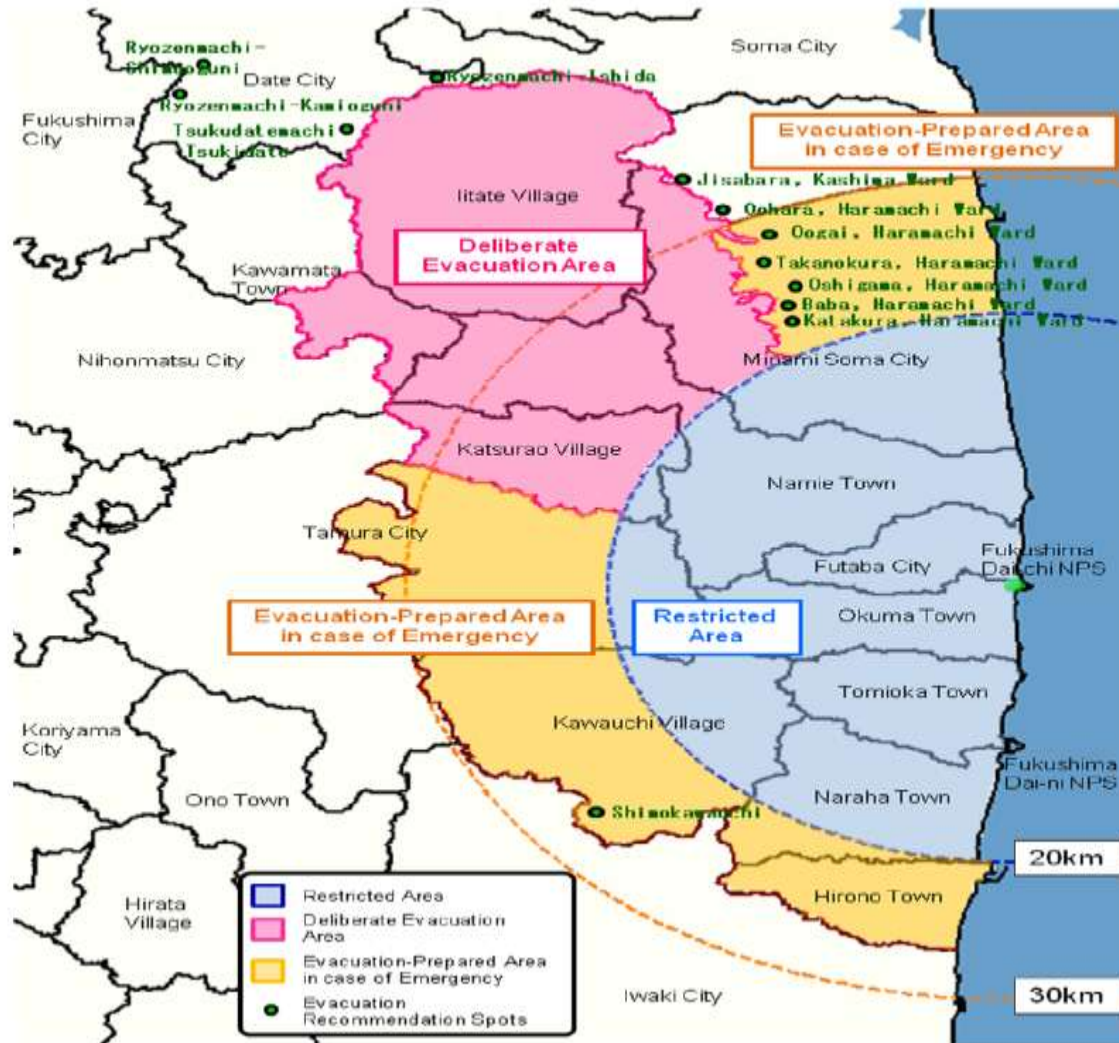 Ryozenmachi-
Shimooguni
Soma City
Date City
Ryozenmachi-Ishida
Ryozenmachi-Kamioguni
Fukushima
City
Tsukudatemachi
Tsukidate
Evacuation-Prepared Area
in case of Emergency
Jisabara, Kashima Ward
Iitate Village
Oohara, Haramachi Ward
Oogai, Haramachi Ward
Deliberate
Evacuation Area
Takanokura, Haramachi Ward
Kawamata
Town
Oshigama, Haramachi Ward
Baba, Haramachi Ward
Katakura, Haramachi Ward
Nihonmatsu City
Minami Soma City
Katsurao Village
Namie Town
Tamura City
Fukushima
Dai-ichi NPS
Futaba City
Evacuation-Prepared Area
in case of Emergency
Restricted
Area
Okuma Town
Tomioka Town
Kawauchi Village
Koriyama
City
Fukushima
Dai-ni NPS
Ono Town
Naraha Town
Shimokawauchi
20km
Hirono Town
Hirata
Village
Restricted Area
Deliberate Evacuation
Area
Evacuation-Prepared Area
in case of Emergency
Evacuation
Recommendation Spots
Iwaki City
30km